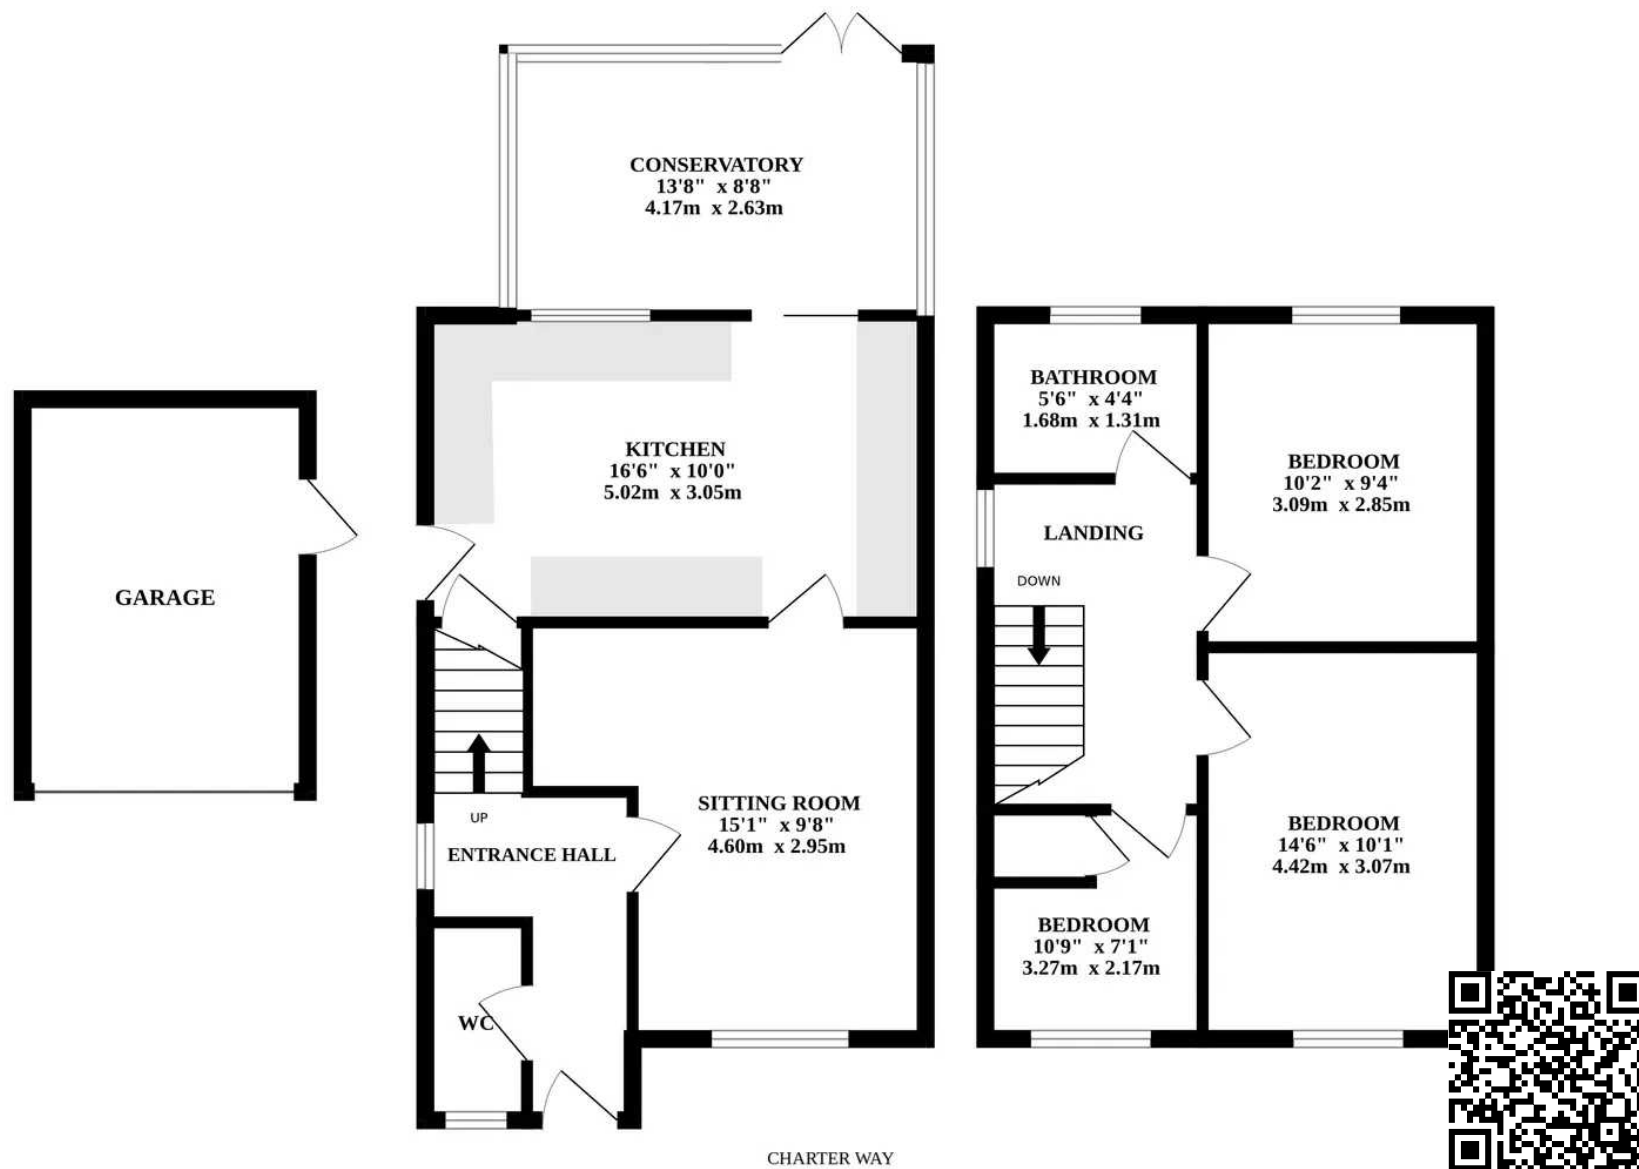 CONSERVATORY
13'8" x 8'8"
4.17m x 2.63m
KITCHEN
16'6" x 10'0"
5.02m x 3.05m
GARAGE
SITTING ROOM
15'1" x 9'8"
4.60m x 2.95m
UP
ENTRANCE HALL
WC
BATHROOM
5'6" x 4'4"
1.68m x 1.31m
BEDROOM
10'2" x 9'4"
3.09m x 2.85m
LANDING
DOWN
BEDROOM
14'6" x 10'1"
4.42m x 3.07m
BEDROOM
10'9" x 7'1"
3.27m x 2.17m
CHARTER WAY